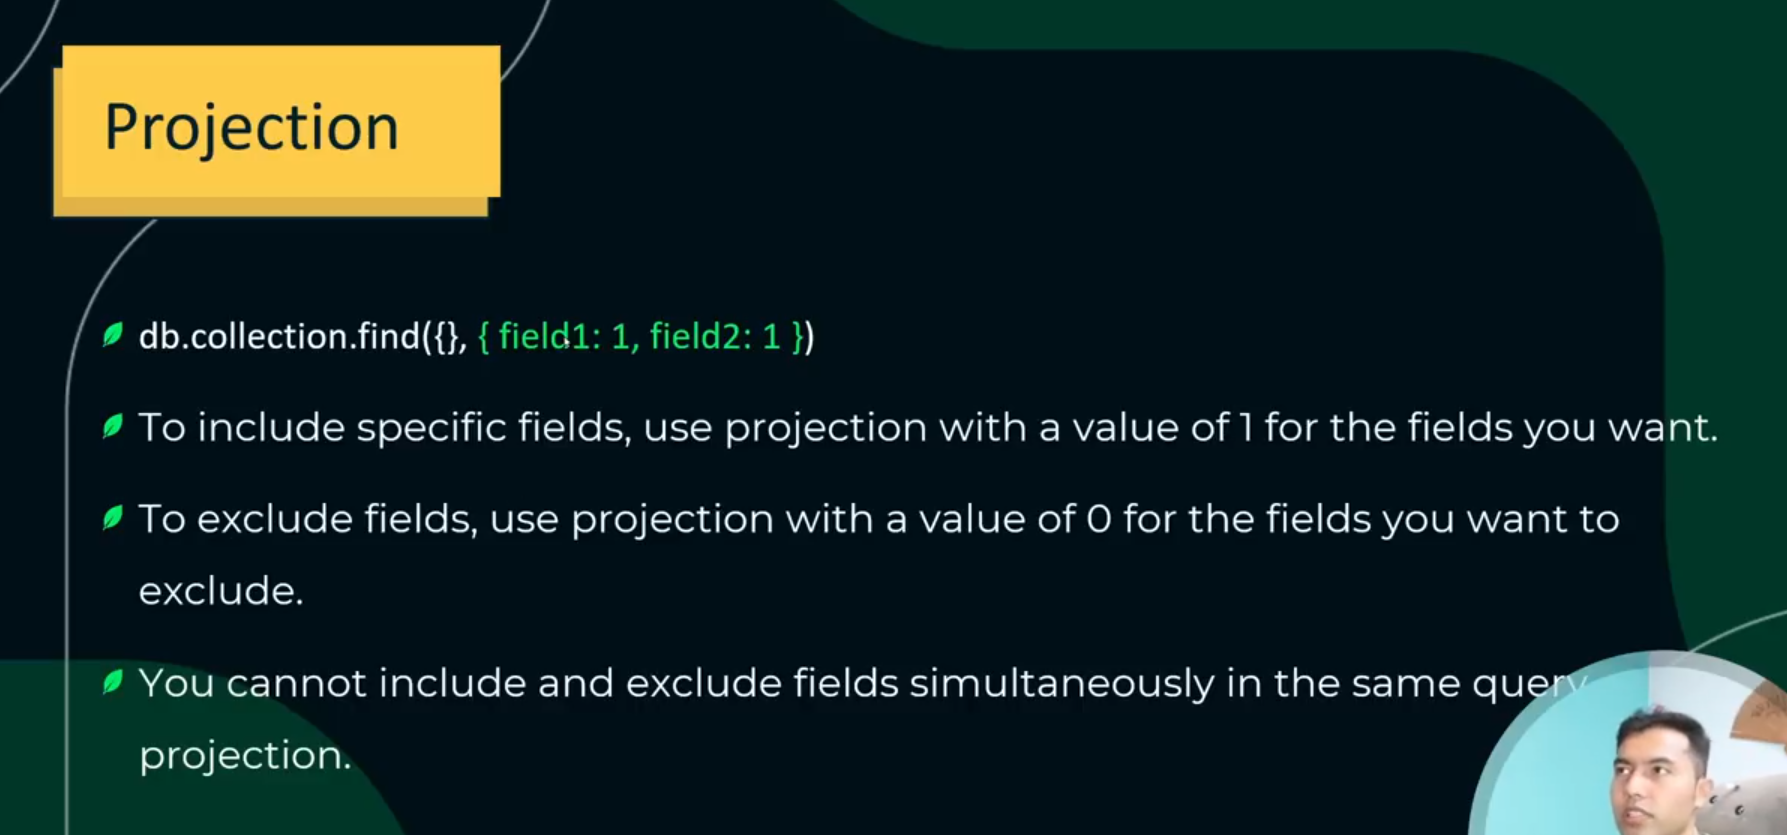 Projection
db.collection.find({}, { field1: 1, field2: 1 })
To include specific fields, use projection with a value of 1 for the fields you want.
To exclude fields, use projection with a value of 0 for the fields you want to
exclude.
You cannot include and exclude fields simultaneously in the same query
projection.